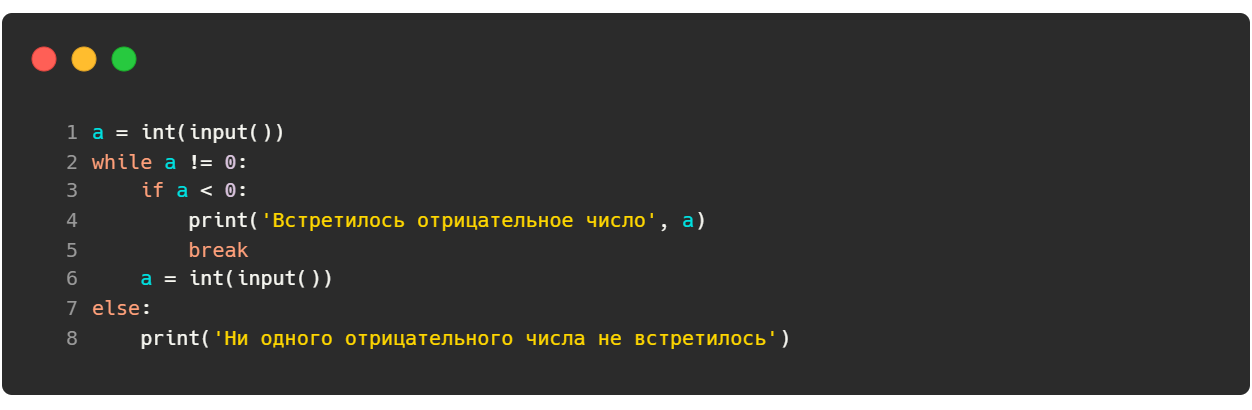 1 a = int(input())
2 while a != 0:
3     if a < 0:
4         print('Встретилось отрицательное число', a)
5         break
6     a = int(input())
7 else:
8     print('Ни одного отрицательного числа не встретилось')